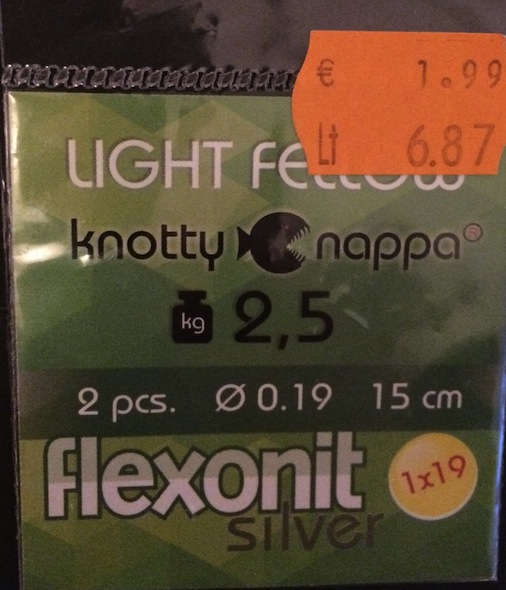 € 1.99
Lt 6.87
LIGHT FELLOW
knotty nappa®
kg 2,5
2 pcs. Ø 0.19 15 cm
flexonit
silver
1x19